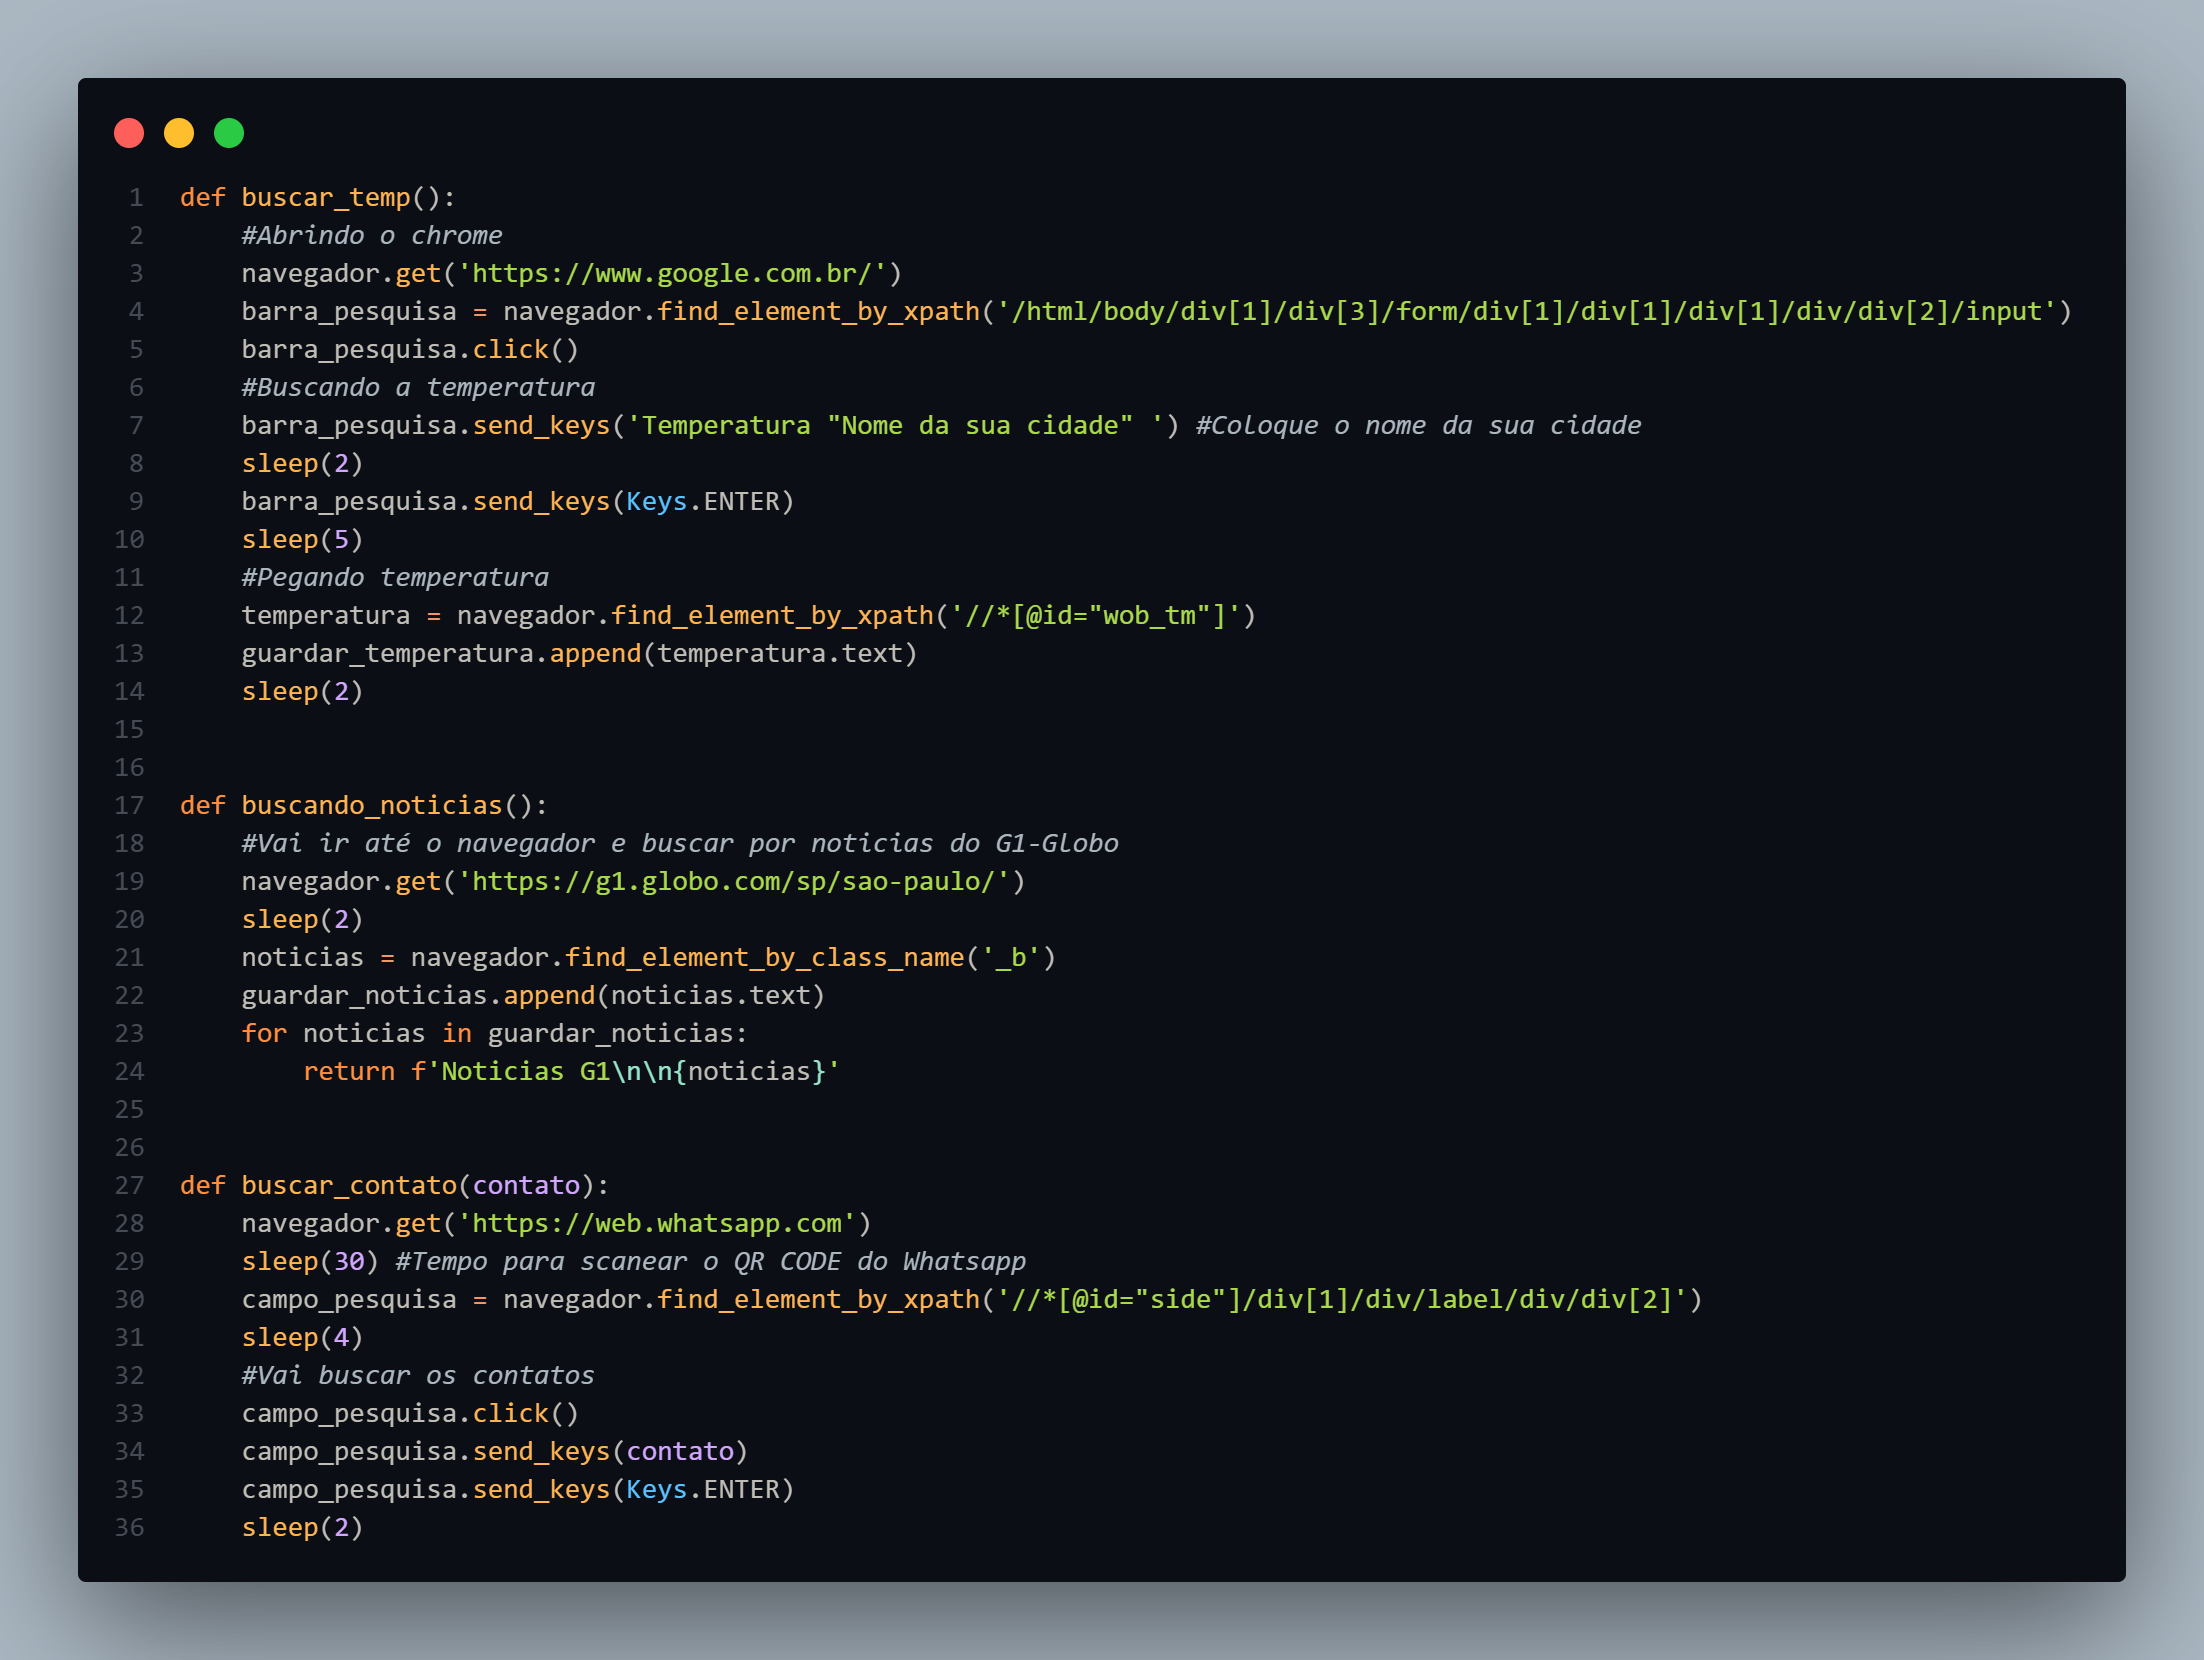 1 def buscar_temp():
2 #Abrindo o chrome
3 navegador.get('https://www.google.com.br/')
4 barra_pesquisa = navegador.find_element_by_xpath('/html/body/div[1]/div[3]/form/div[1]/div[1]/div[1]/div/div[2]/input')
5 barra_pesquisa.click()
6 #Buscando a temperatura
7 barra_pesquisa.send_keys('Temperatura "Nome da sua cidade" ') #Coloque o nome da sua cidade
8 sleep(2)
9 barra_pesquisa.send_keys(Keys.ENTER)
10 sleep(5)
11 #Pegando temperatura
12 temperatura = navegador.find_element_by_xpath('//*[@id="wob_tm"]')
13 guardar_temperatura.append(temperatura.text)
14 sleep(2)
15
16
17 def buscando_noticias():
18 #Vai ir até o navegador e buscar por noticias do G1-Globo
19 navegador.get('https://g1.globo.com/sp/sao-paulo/')
20 sleep(2)
21 noticias = navegador.find_element_by_class_name('_b')
22 guardar_noticias.append(noticias.text)
23 for noticias in guardar_noticias:
24 return f'Noticias G1\n\n{noticias}'
25
26
27 def buscar_contato(contato):
28 navegador.get('https://web.whatsapp.com')
29 sleep(30) #Tempo para scanear o QR CODE do Whatsapp
30 campo_pesquisa = navegador.find_element_by_xpath('//*[@id="side"]/div[1]/div/label/div/div[2]')
31 sleep(4)
32 #Vai buscar os contatos
33 campo_pesquisa.click()
34 campo_pesquisa.send_keys(contato)
35 campo_pesquisa.send_keys(Keys.ENTER)
36 sleep(2)